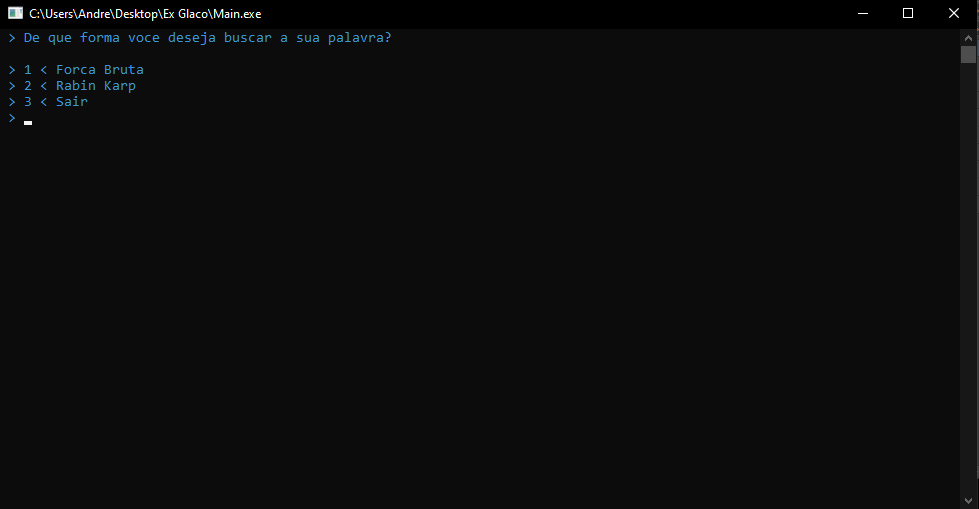 C:\Users\Andre\Desktop\Ex Glaco\Main.exe
> De que forma voce deseja buscar a sua palavra?
> 1 < Forca Bruta
> 2 < Rabin Karp
> 3 < Sair
>